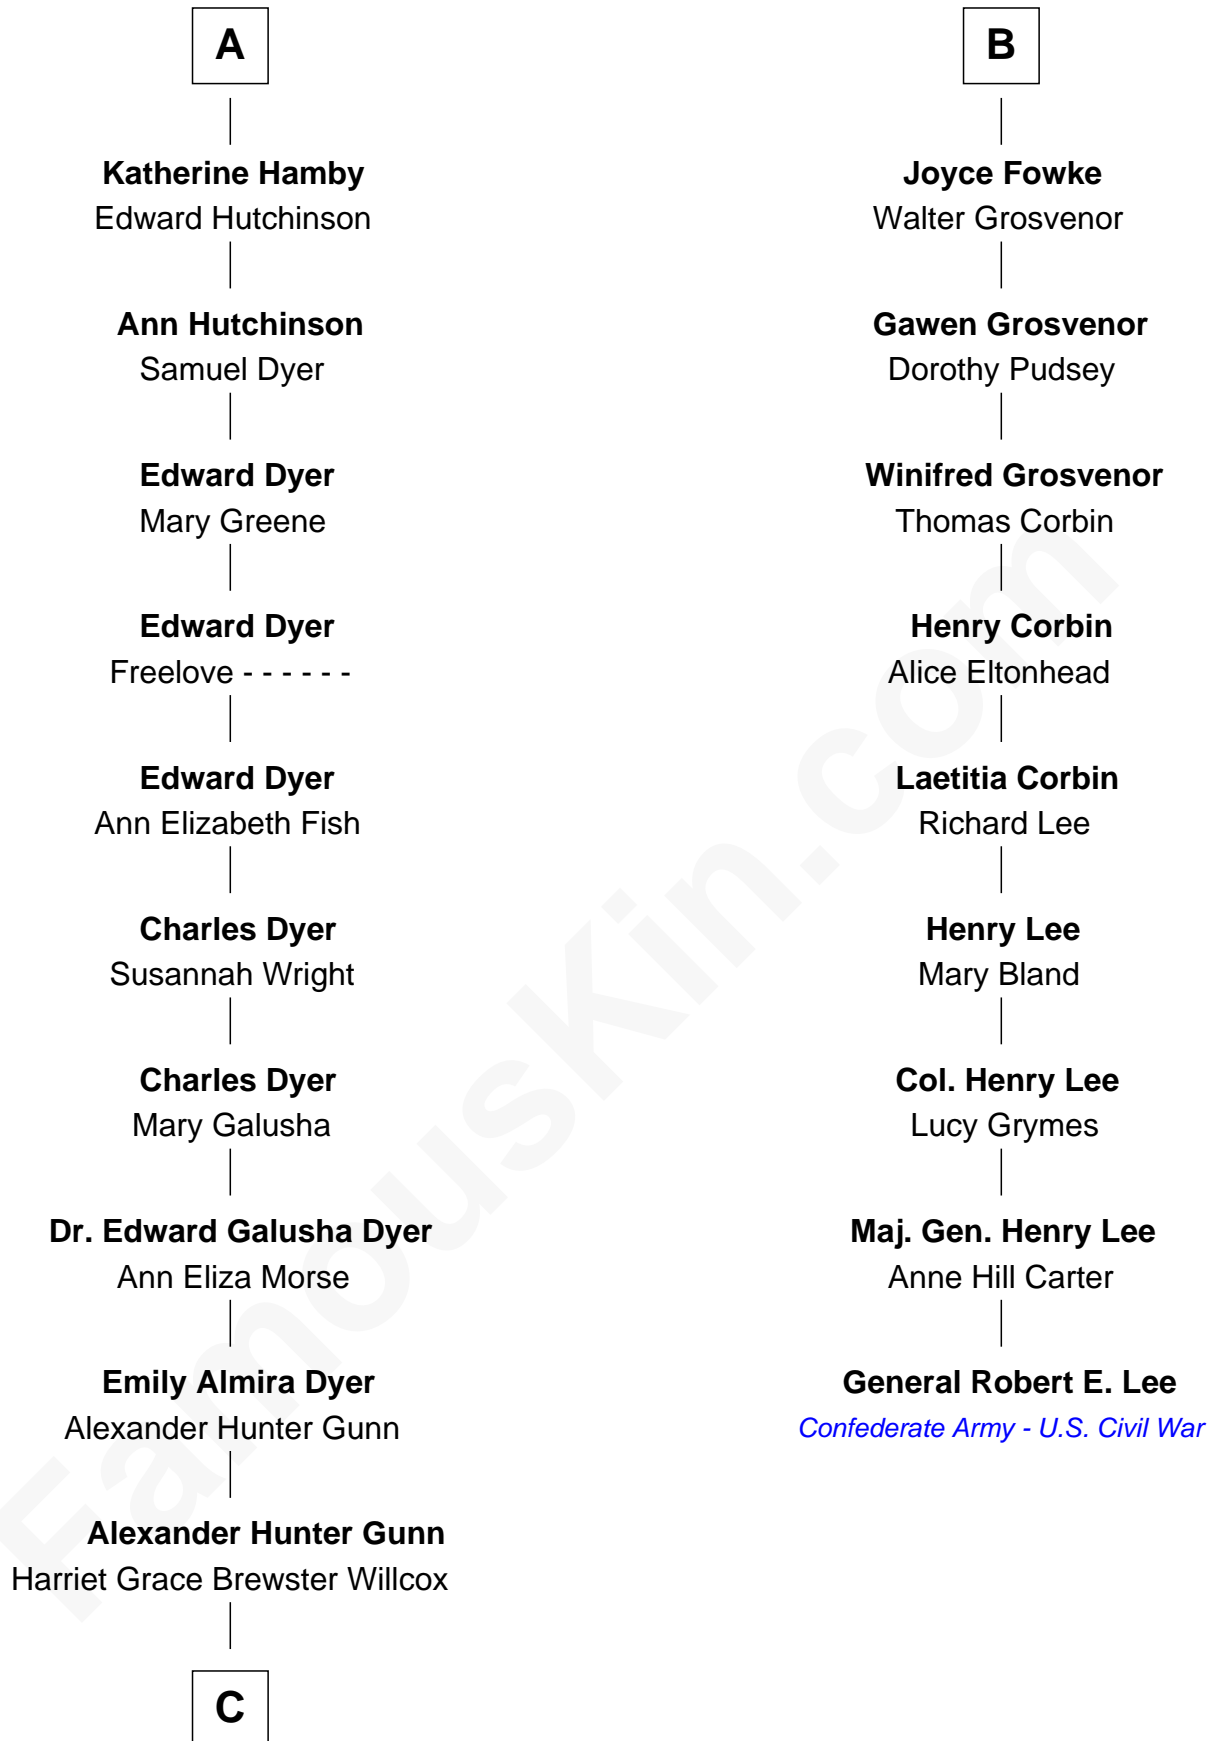 A
Katherine Hamby
Edward Hutchinson
Ann Hutchinson
Samuel Dyer
Edward Dyer
Mary Greene
Edward Dyer
Freelove - - - - - -
Edward Dyer
Ann Elizabeth Fish
Charles Dyer
Susannah Wright
Charles Dyer
Mary Galusha
Dr. Edward Galusha Dyer
Ann Eliza Morse
Emily Almira Dyer
Alexander Hunter Gunn
Alexander Hunter Gunn
Harriet Grace Brewster Willcox
C
B
Joyce Fowke
Walter Grosvenor
Gawen Grosvenor
Dorothy Pudsey
Winifred Grosvenor
Thomas Corbin
Henry Corbin
Alice Eltonhead
Laetitia Corbin
Richard Lee
Henry Lee
Mary Bland
Col. Henry Lee
Lucy Grymes
Maj. Gen. Henry Lee
Anne Hill Carter
General Robert E. Lee
Confederate Army - U.S. Civil War
FamousKin.com